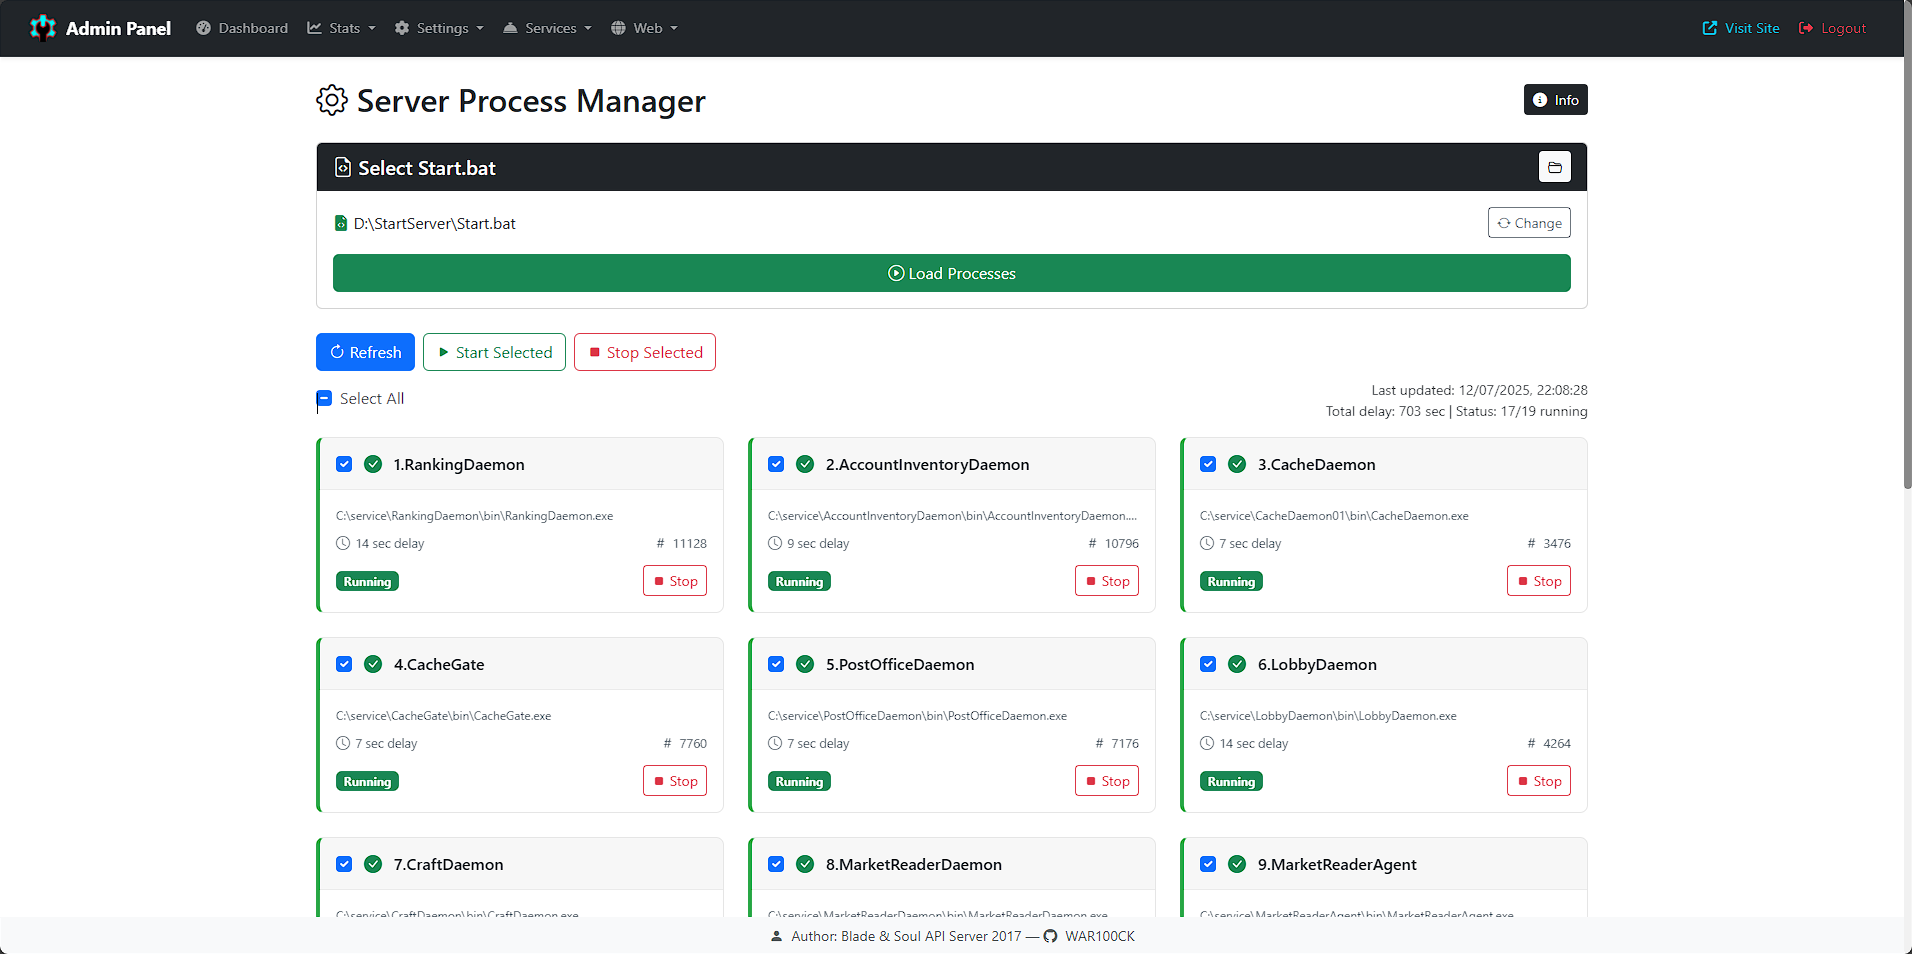 Admin Panel Dashboard Stats Settings Services Web Visit Site Logout
Server Process Manager
Info
Select Start.bat
D:\StartServer\Start.bat
Change
Load Processes
Refresh Start Selected Stop Selected
Select All
Last updated: 12/07/2025, 22:08:28
Total delay: 703 sec | Status: 17/19 running
1.RankingDaemon
C:\service\RankingDaemon\bin\RankingDaemon.exe
14 sec delay # 11128
Running Stop
2.AccountInventoryDaemon
C:\service\AccountInventoryDaemon\bin\AccountInventoryDaemon....
9 sec delay # 10796
Running Stop
3.CacheDaemon
C:\service\CacheDaemon01\bin\CacheDaemon.exe
7 sec delay # 3476
Running Stop
4.CacheGate
C:\service\CacheGate\bin\CacheGate.exe
7 sec delay # 7760
Running Stop
5.PostOfficeDaemon
C:\service\PostOfficeDaemon\bin\PostOfficeDaemon.exe
7 sec delay # 7176
Running Stop
6.LobbyDaemon
C:\service\LobbyDaemon\bin\LobbyDaemon.exe
14 sec delay # 4264
Running Stop
7.CraftDaemon
C:\service\CraftDaemon\bin\CraftDaemon.exe
8.MarketReaderDaemon
C:\service\MarketReaderDaemon\bin\MarketReaderDaemon.exe
9.MarketReaderAgent
C:\service\MarketReaderAgent\bin\MarketReaderAgent.exe
Author: Blade & Soul API Server 2017 — WAR100CK